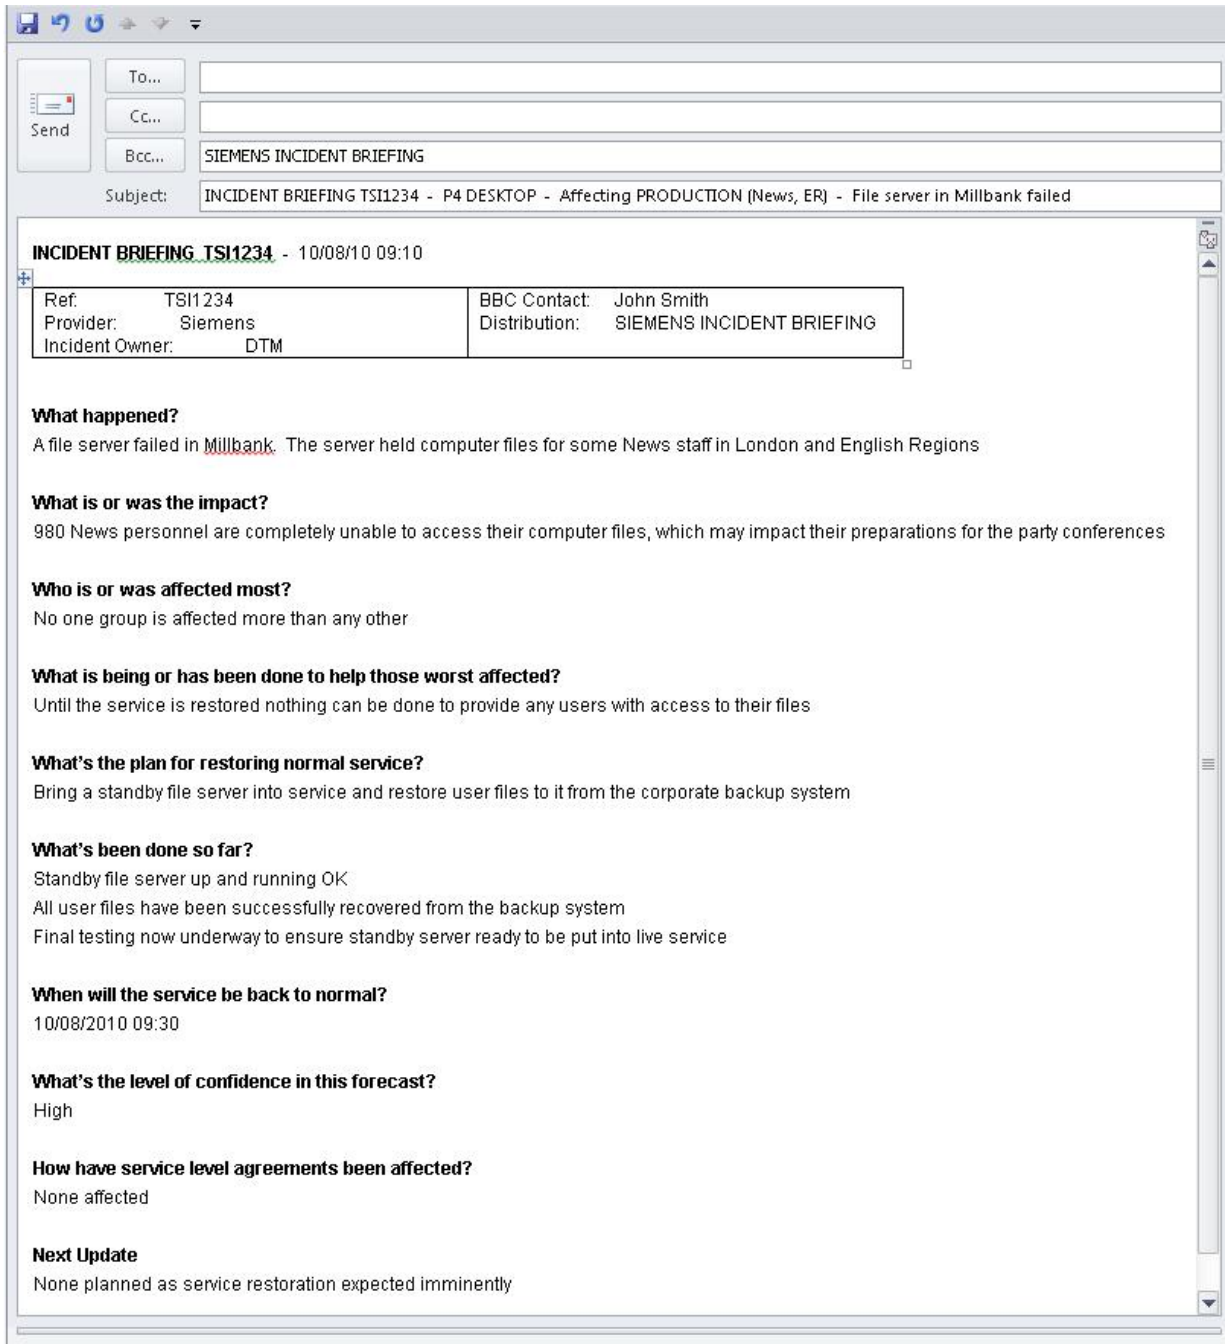 To...
Send
Cc...
Bcc... SIEMENS INCIDENT BRIEFING
Subject: INCIDENT BRIEFING TSI1234 - P4 DESKTOP - Affecting PRODUCTION (News, ER) - File server in Millbank failed
INCIDENT BRIEFING TSI1234 - 10/08/10 09:10
Ref: TSI1234 BBC Contact: John Smith
Provider: Siemens Distribution: SIEMENS INCIDENT BRIEFING
Incident Owner: DTM
What happened?
A file server failed in Millbank. The server held computer files for some News staff in London and English Regions
What is or was the impact?
980 News personnel are completely unable to access their computer files, which may impact their preparations for the party conferences
Who is or was affected most?
No one group is affected more than any other
What is being or has been done to help those worst affected?
Until the service is restored nothing can be done to provide any users with access to their files
What's the plan for restoring normal service?
Bring a standby file server into service and restore user files to it from the corporate backup system
What's been done so far?
Standby file server up and running OK
All user files have been successfully recovered from the backup system
Final testing now underway to ensure standby server ready to be put into live service
When will the service be back to normal?
10/08/2010 09:30
What's the level of confidence in this forecast?
High
How have service level agreements been affected?
None affected
Next Update
None planned as service restoration expected imminently